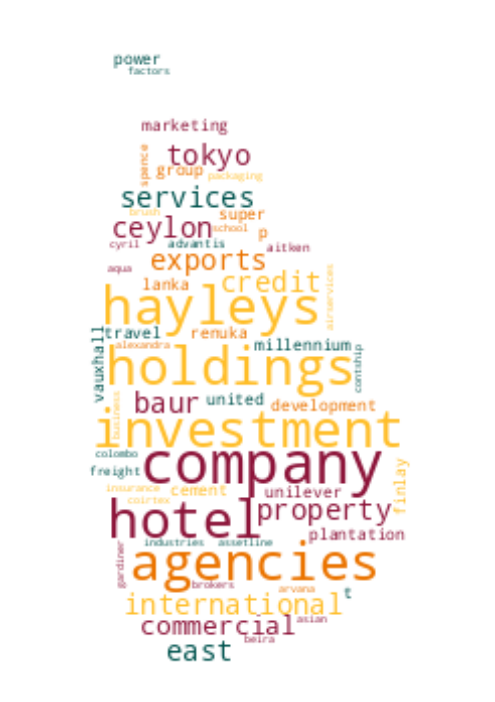 power
factors
marketing
spence
tokyo
group
packaging
services
brush
super
ceylon
school
p
cyril
advantis
aitken
exports
aqua
credit
lanka
airservices
hayleys
travel
renuka
vauxhall
alexandra
millennium
contship
holdings
business
baur
united
development
investment
colombo
company
freight
finlay
insurance
cement
unilever
coirtex
hotel
property
plantation
industries
assetline
gardiner
agencies
brokers
arvana
t
international
asian
commercial
beira
east